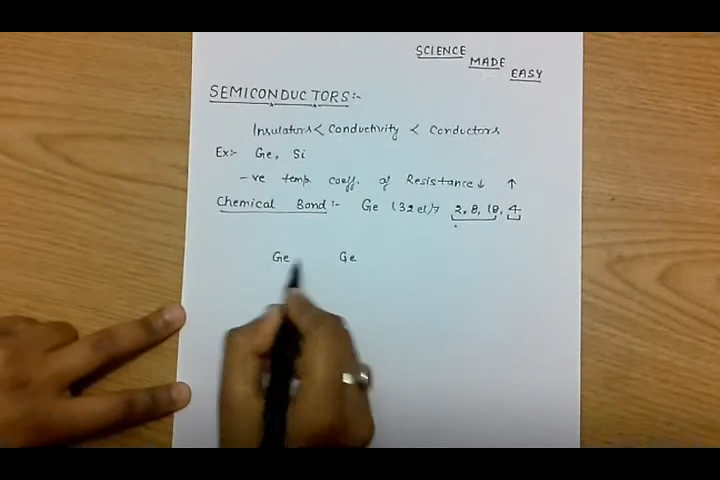 SCIENCE
MADE
EASY
SEMICONDUCTORS:-
Insulators < Conductivity < Conductors
Ex:- Ge, Si
-ve temp coeff. of Resistance ↓ ↑
Chemical Bond :- Ge (32 el)→ 2, 8, 18, 4
Ge Ge